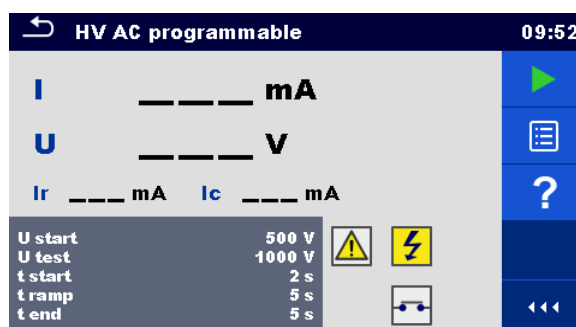 HV AC programmable 09:52
I ___ mA
U ___ V
Ir ___ mA Ic ___ mA
U start 500 V
U test 1000 V
t start 2 s
t ramp 5 s
t end 5 s
?